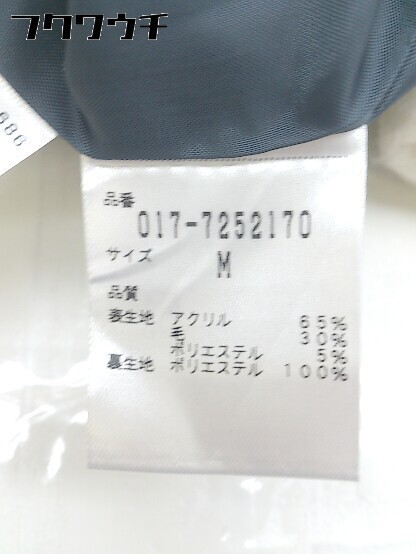 フクワウチ
886
品番
017-7252170
サイズ
M
品質
表生地 アクリル 65%
毛 30%
ポリエステル 5%
裏生地 ポリエステル 100%